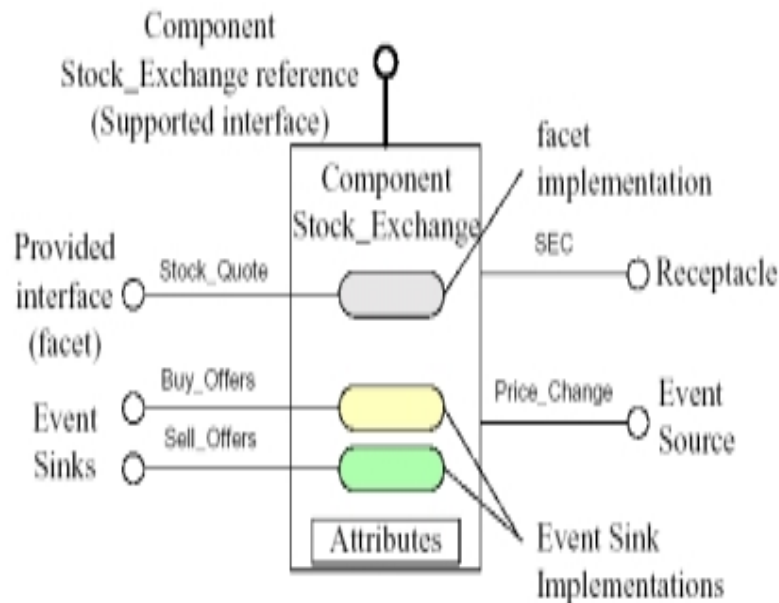 Component
Stock_Exchange reference
(Supported interface)
Component
Stock_Exchange
facet
implementation
Provided
interface
(facet)
Stock_Quote
SEC
Receptacle
Event
Sinks
Buy_Offers
Sell_Offers
Price_Change
Event
Source
Attributes
Event Sink
Implementations